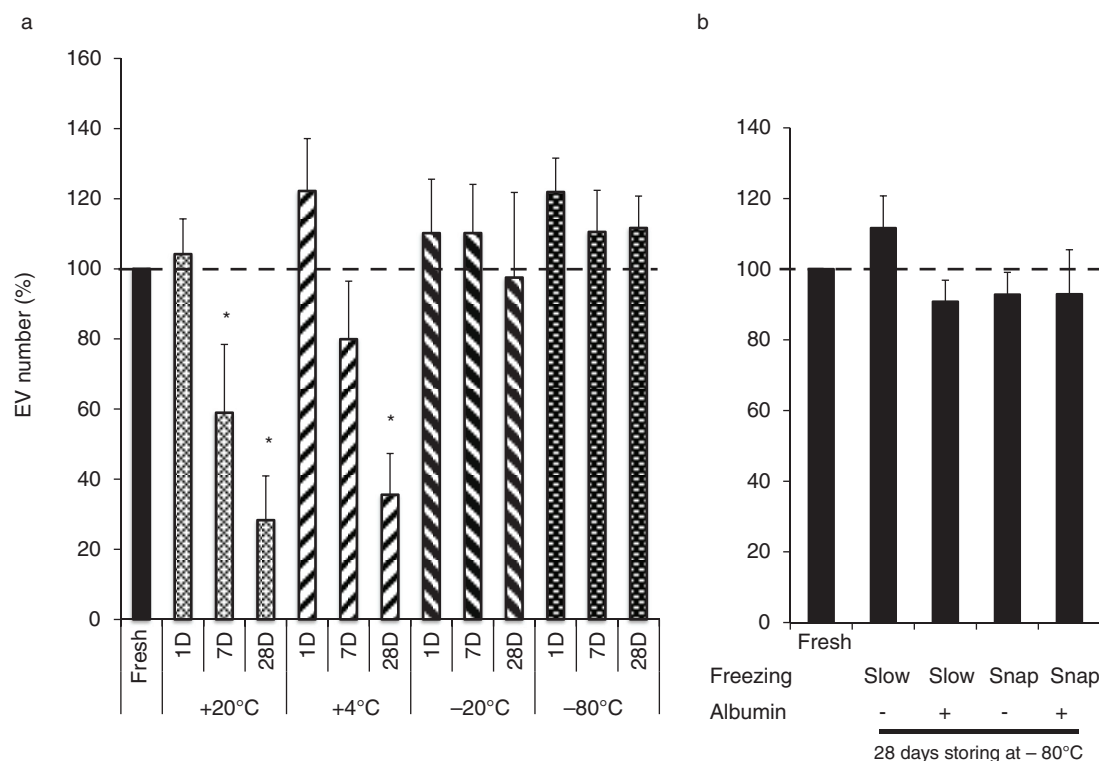 a
160
140
120
100
80
60
40
20
0
EV number (%)
*
*
*
Fresh
1D 7D 28D 1D 7D 28D 1D 7D 28D 1D 7D 28D
+20°C +4°C –20°C –80°C
b
140
120
100
80
60
40
20
0
Fresh
Freezing Slow Slow Snap Snap
Albumin - + - +
28 days storing at – 80°C